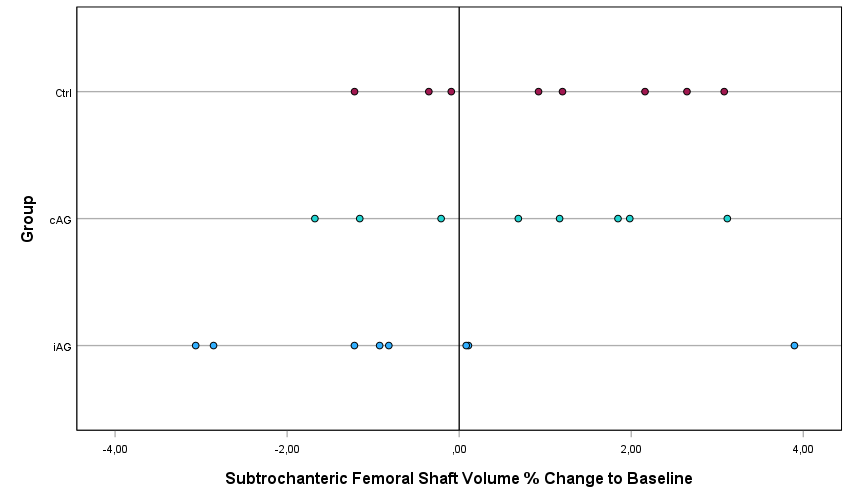 Ctrl
cAG
iAG
Group
-4,00
-2,00
,00
2,00
4,00
Subtrochanteric Femoral Shaft Volume % Change to Baseline